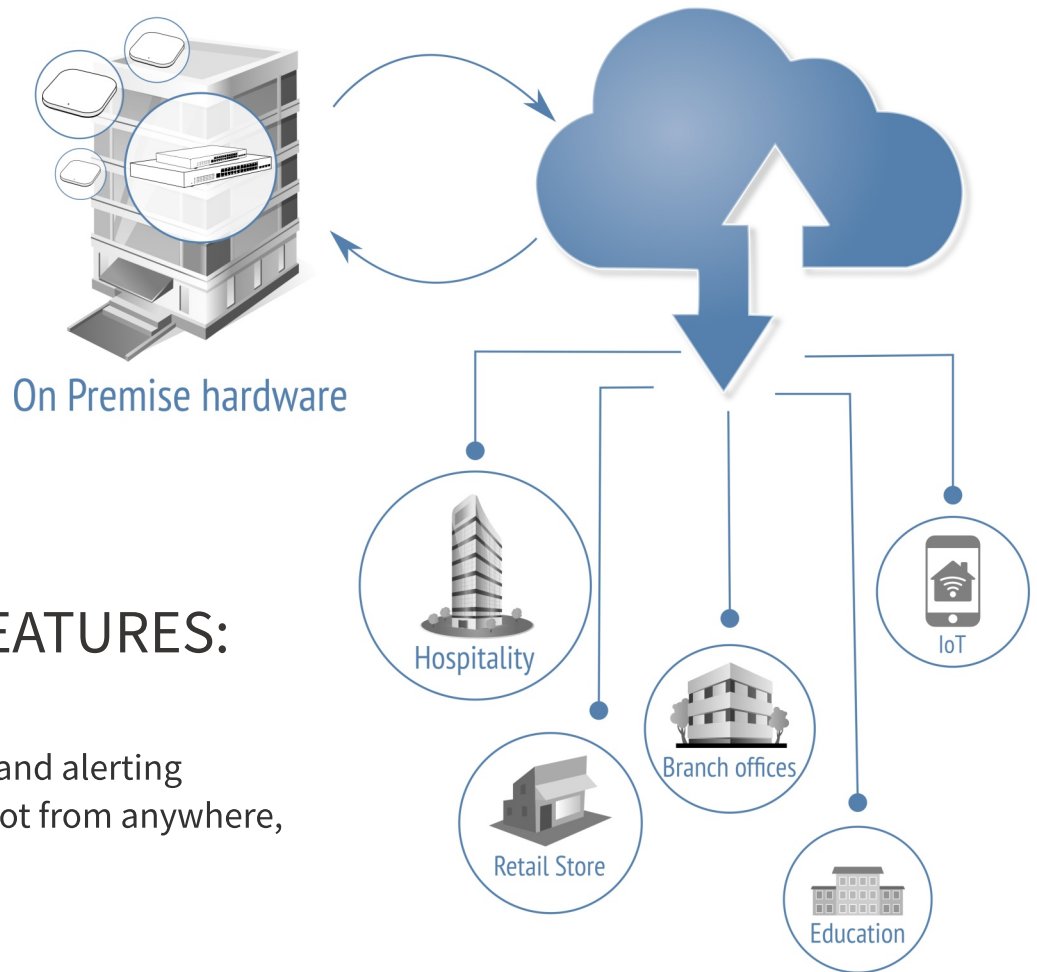 On Premise hardware
EATURES:
and alerting
ot from anywhere,
Hospitality
IoT
Branch offices
Retail Store
Education